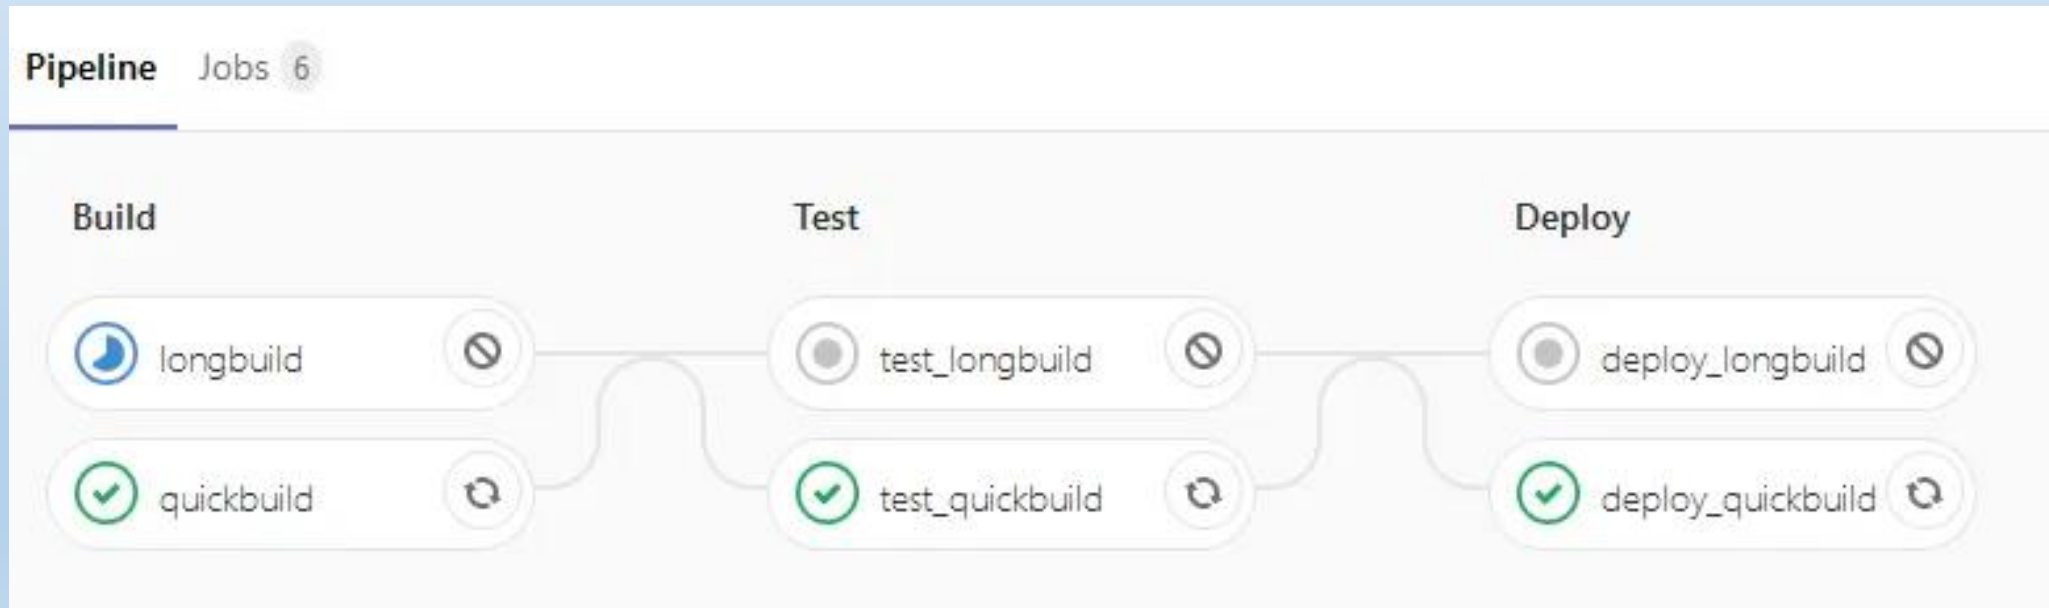 Pipeline Jobs 6
Build Test Deploy
longbuild test_longbuild deploy_longbuild
quickbuild test_quickbuild deploy_quickbuild